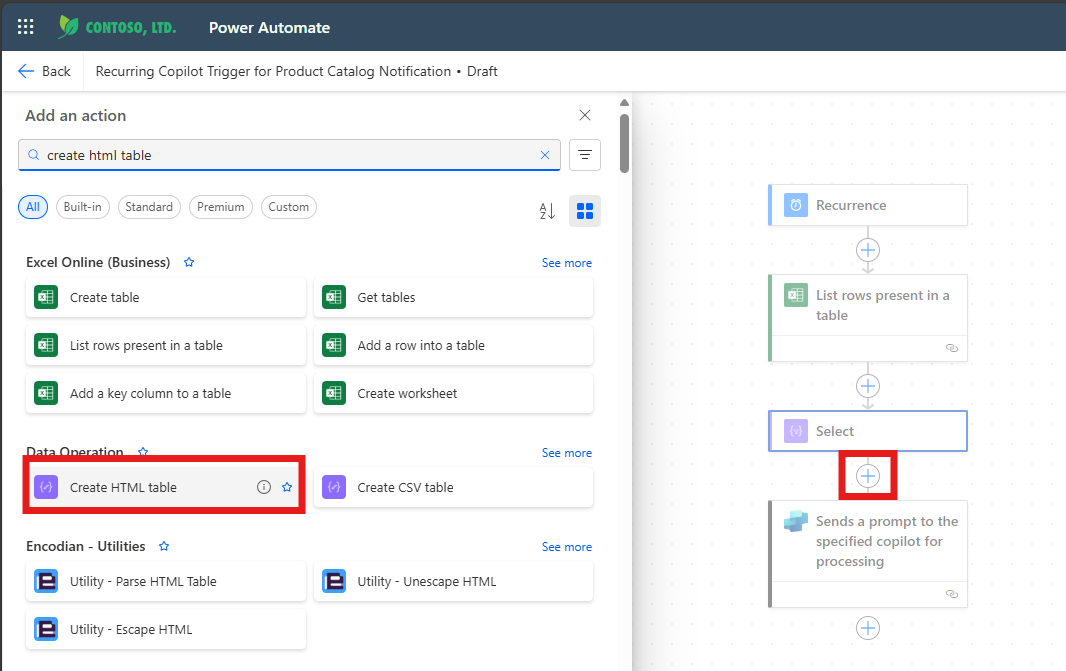 CONTOSO, LTD.
Power Automate
Back
Recurring Copilot Trigger for Product Catalog Notification • Draft
Add an action
create html table
All
Built-in
Standard
Premium
Custom
Excel Online (Business)
See more
Create table
Get tables
List rows present in a table
Add a row into a table
Add a key column to a table
Create worksheet
Data Operation
See more
Create HTML table
Create CSV table
Encodian - Utilities
See more
Utility - Parse HTML Table
Utility - Unescape HTML
Utility - Escape HTML
Recurrence
List rows present in a
table
Select
Sends a prompt to the
specified copilot for
processing